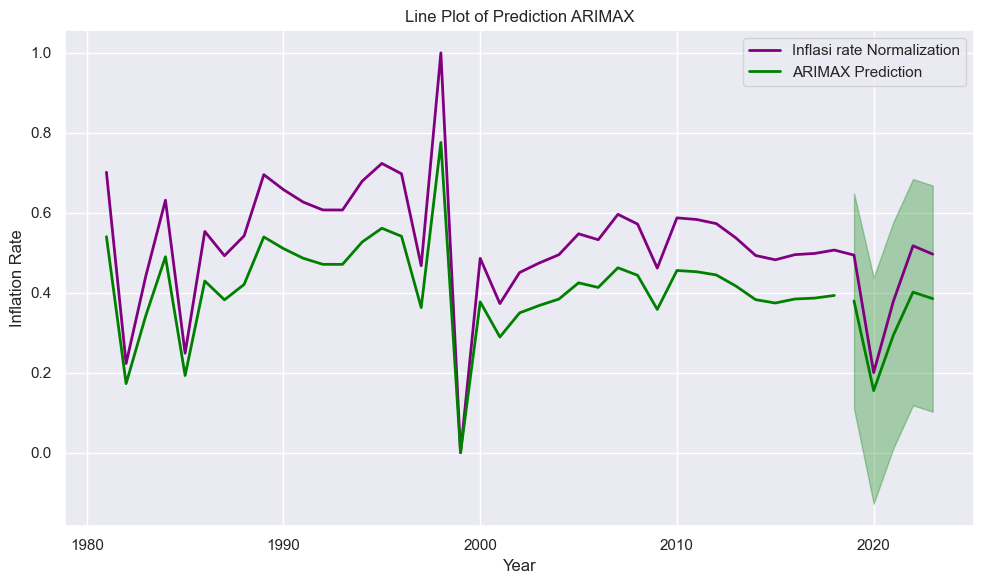 Line Plot of Prediction ARIMAX
Inflasi rate Normalization
ARIMAX Prediction
Inflation Rate
1.0
0.8
0.6
0.4
0.2
0.0
1980
1990
2000
2010
2020
Year